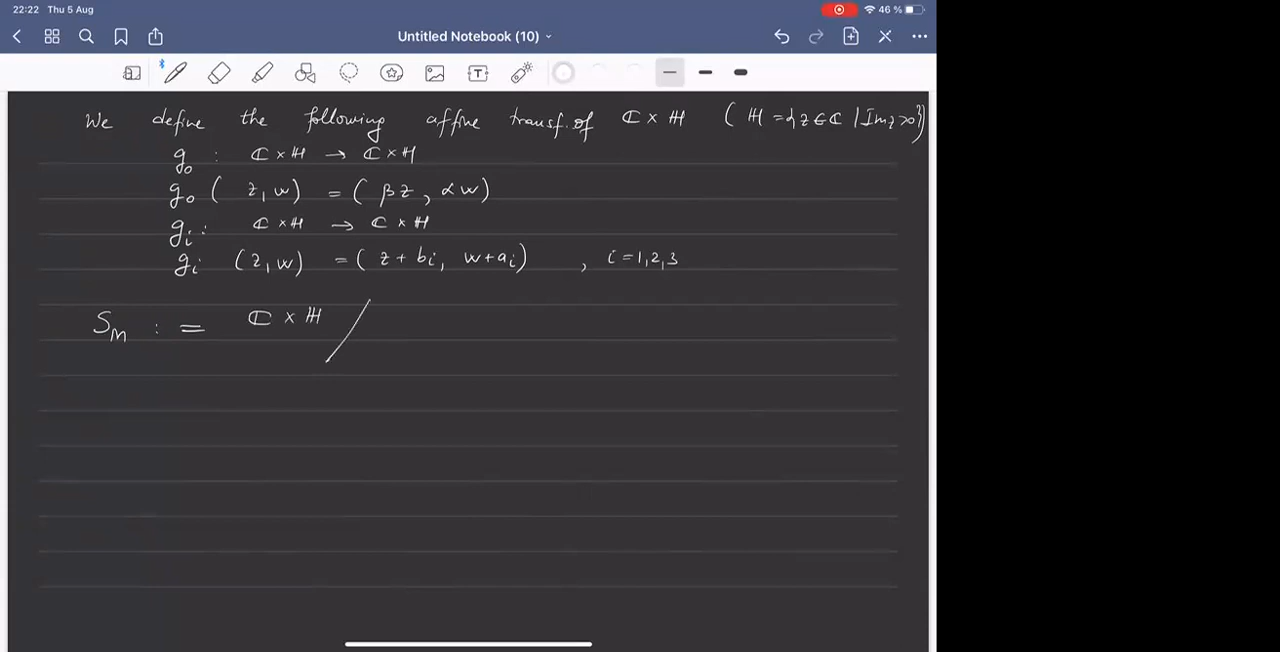 22:22 Thu 5 Aug
46 %
Untitled Notebook (10)
We define the following affine transf. of ℂ × ℍ ( ℍ = { z ∈ ℂ / Im z > 0 })
g₀ : ℂ × ℍ → ℂ × ℍ
g₀ ( z, w) = ( βz , αw)
gᵢ : ℂ × ℍ → ℂ × ℍ
gᵢ (z, w) = ( z + bᵢ, w + aᵢ) , i = 1,2,3
S_M := ℂ × ℍ /